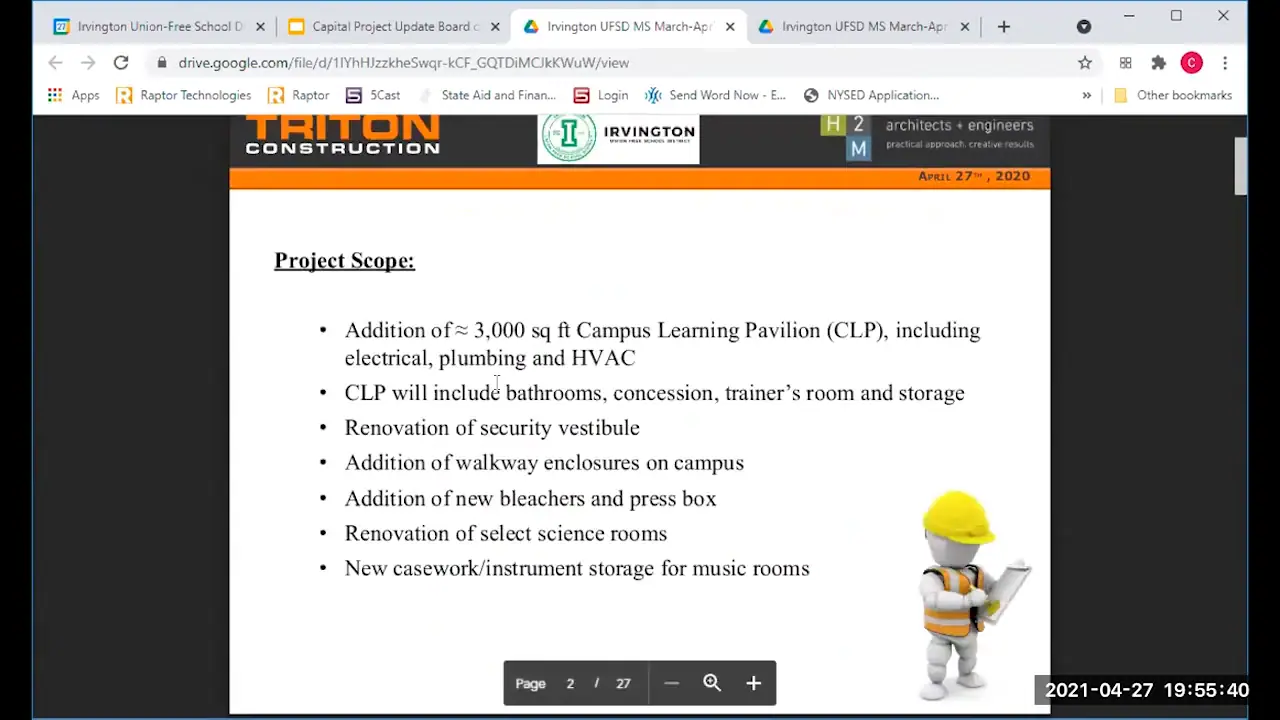 Irvington Union-Free School D
Capital Project Update Board o
Irvington UFSD MS March-Apr
Irvington UFSD MS March-Apr
drive.google.com/file/d/1IYhHJzzkheSwqr-kCF_GQTDiMCJkKWuW/view
C
Apps
Raptor Technologies
Raptor
5Cast
State Aid and Finan...
Login
Send Word Now - E...
NYSED Application...
»
Other bookmarks
TRITON
CONSTRUCTION
I
IRVINGTON
UNION FREE SCHOOL DISTRICT
H 2
M
architects + engineers
practical approach. creative results
APRIL 27TH, 2020
Project Scope:
• Addition of ≈ 3,000 sq ft Campus Learning Pavilion (CLP), including
electrical, plumbing and HVAC
• CLP will include bathrooms, concession, trainer's room and storage
• Renovation of security vestibule
• Addition of walkway enclosures on campus
• Addition of new bleachers and press box
• Renovation of select science rooms
• New casework/instrument storage for music rooms
Page 2 / 27
2021-04-27 19:55:40